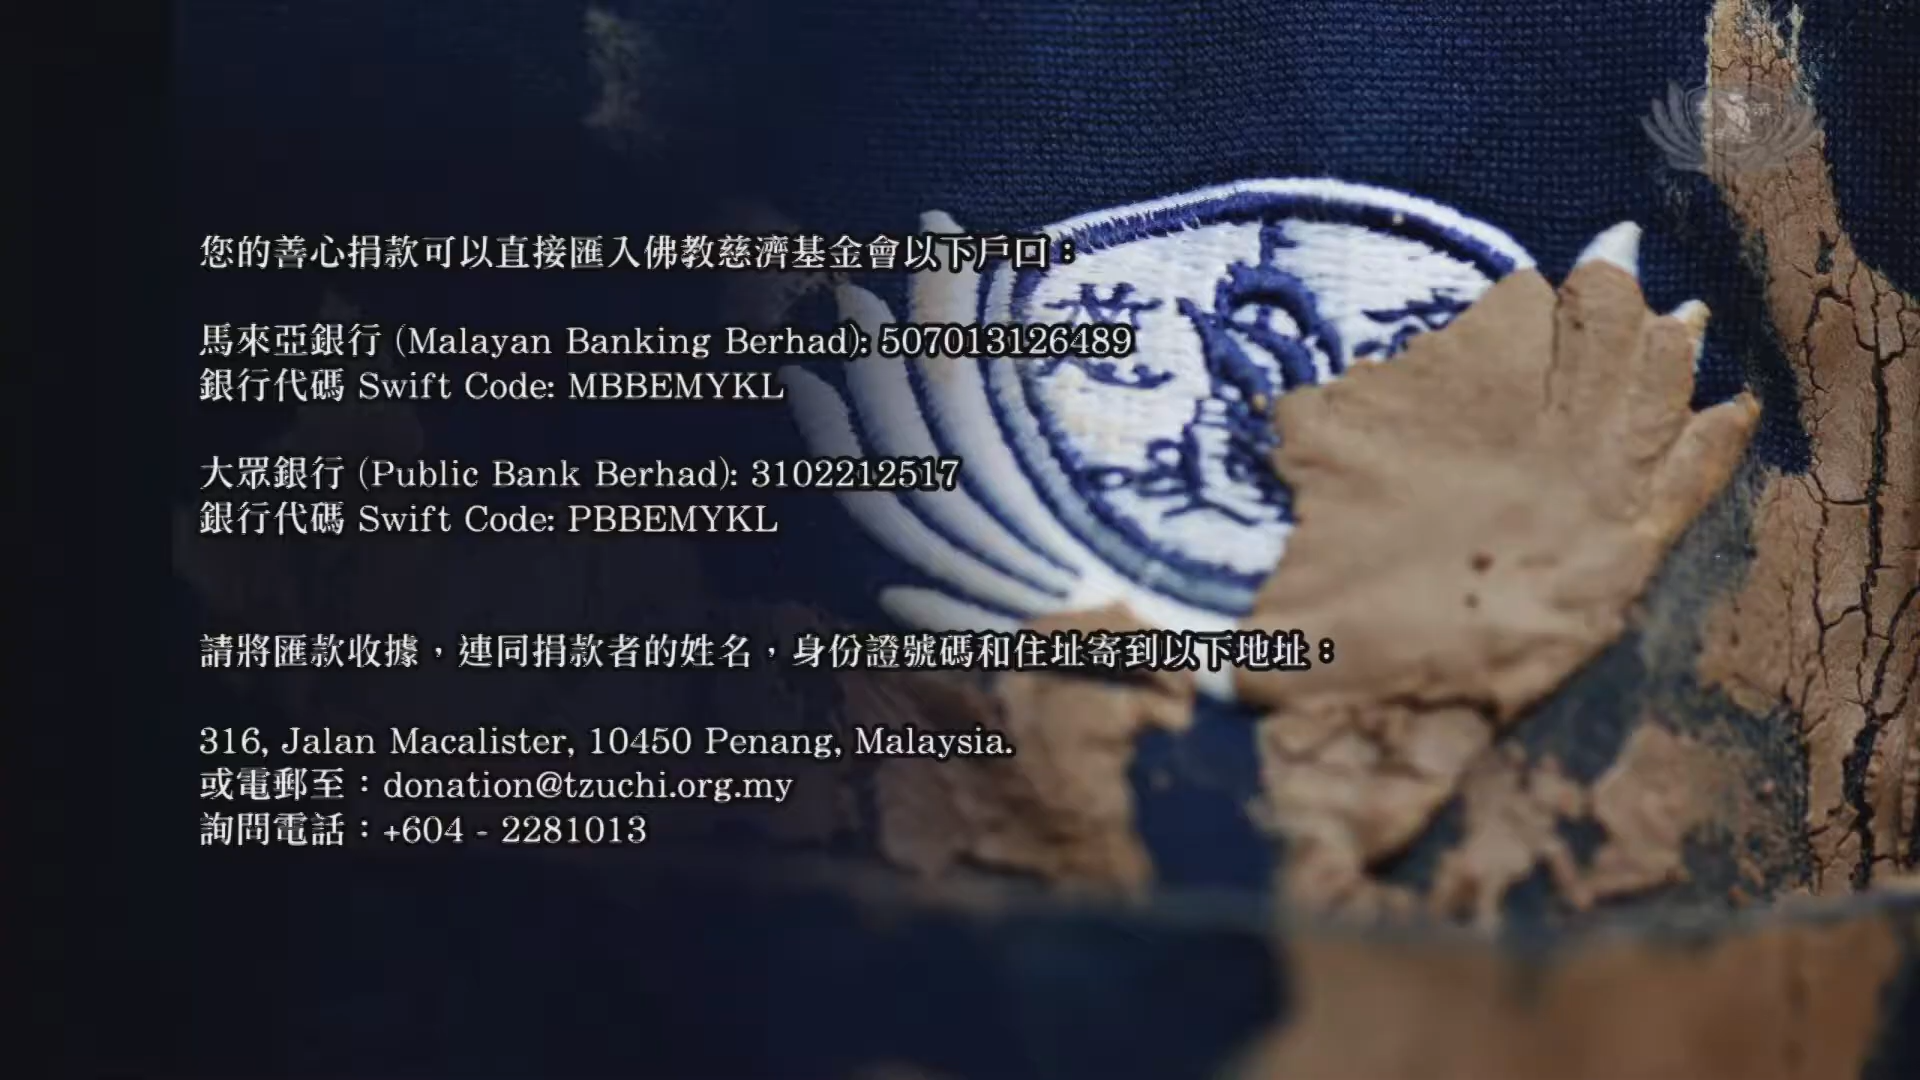 您的善心捐款可以直接匯入佛教慈濟基金會以下戶口：
馬來亞銀行 (Malayan Banking Berhad): 507013126489
銀行代碼 Swift Code: MBBEMYKL
大眾銀行 (Public Bank Berhad): 3102212517
銀行代碼 Swift Code: PBBEMYKL
請將匯款收據，連同捐款者的姓名，身份證號碼和住址寄到以下地址：
316, Jalan Macalister, 10450 Penang, Malaysia.
或電郵至：donation@tzuchi.org.my
詢問電話：+604 - 2281013